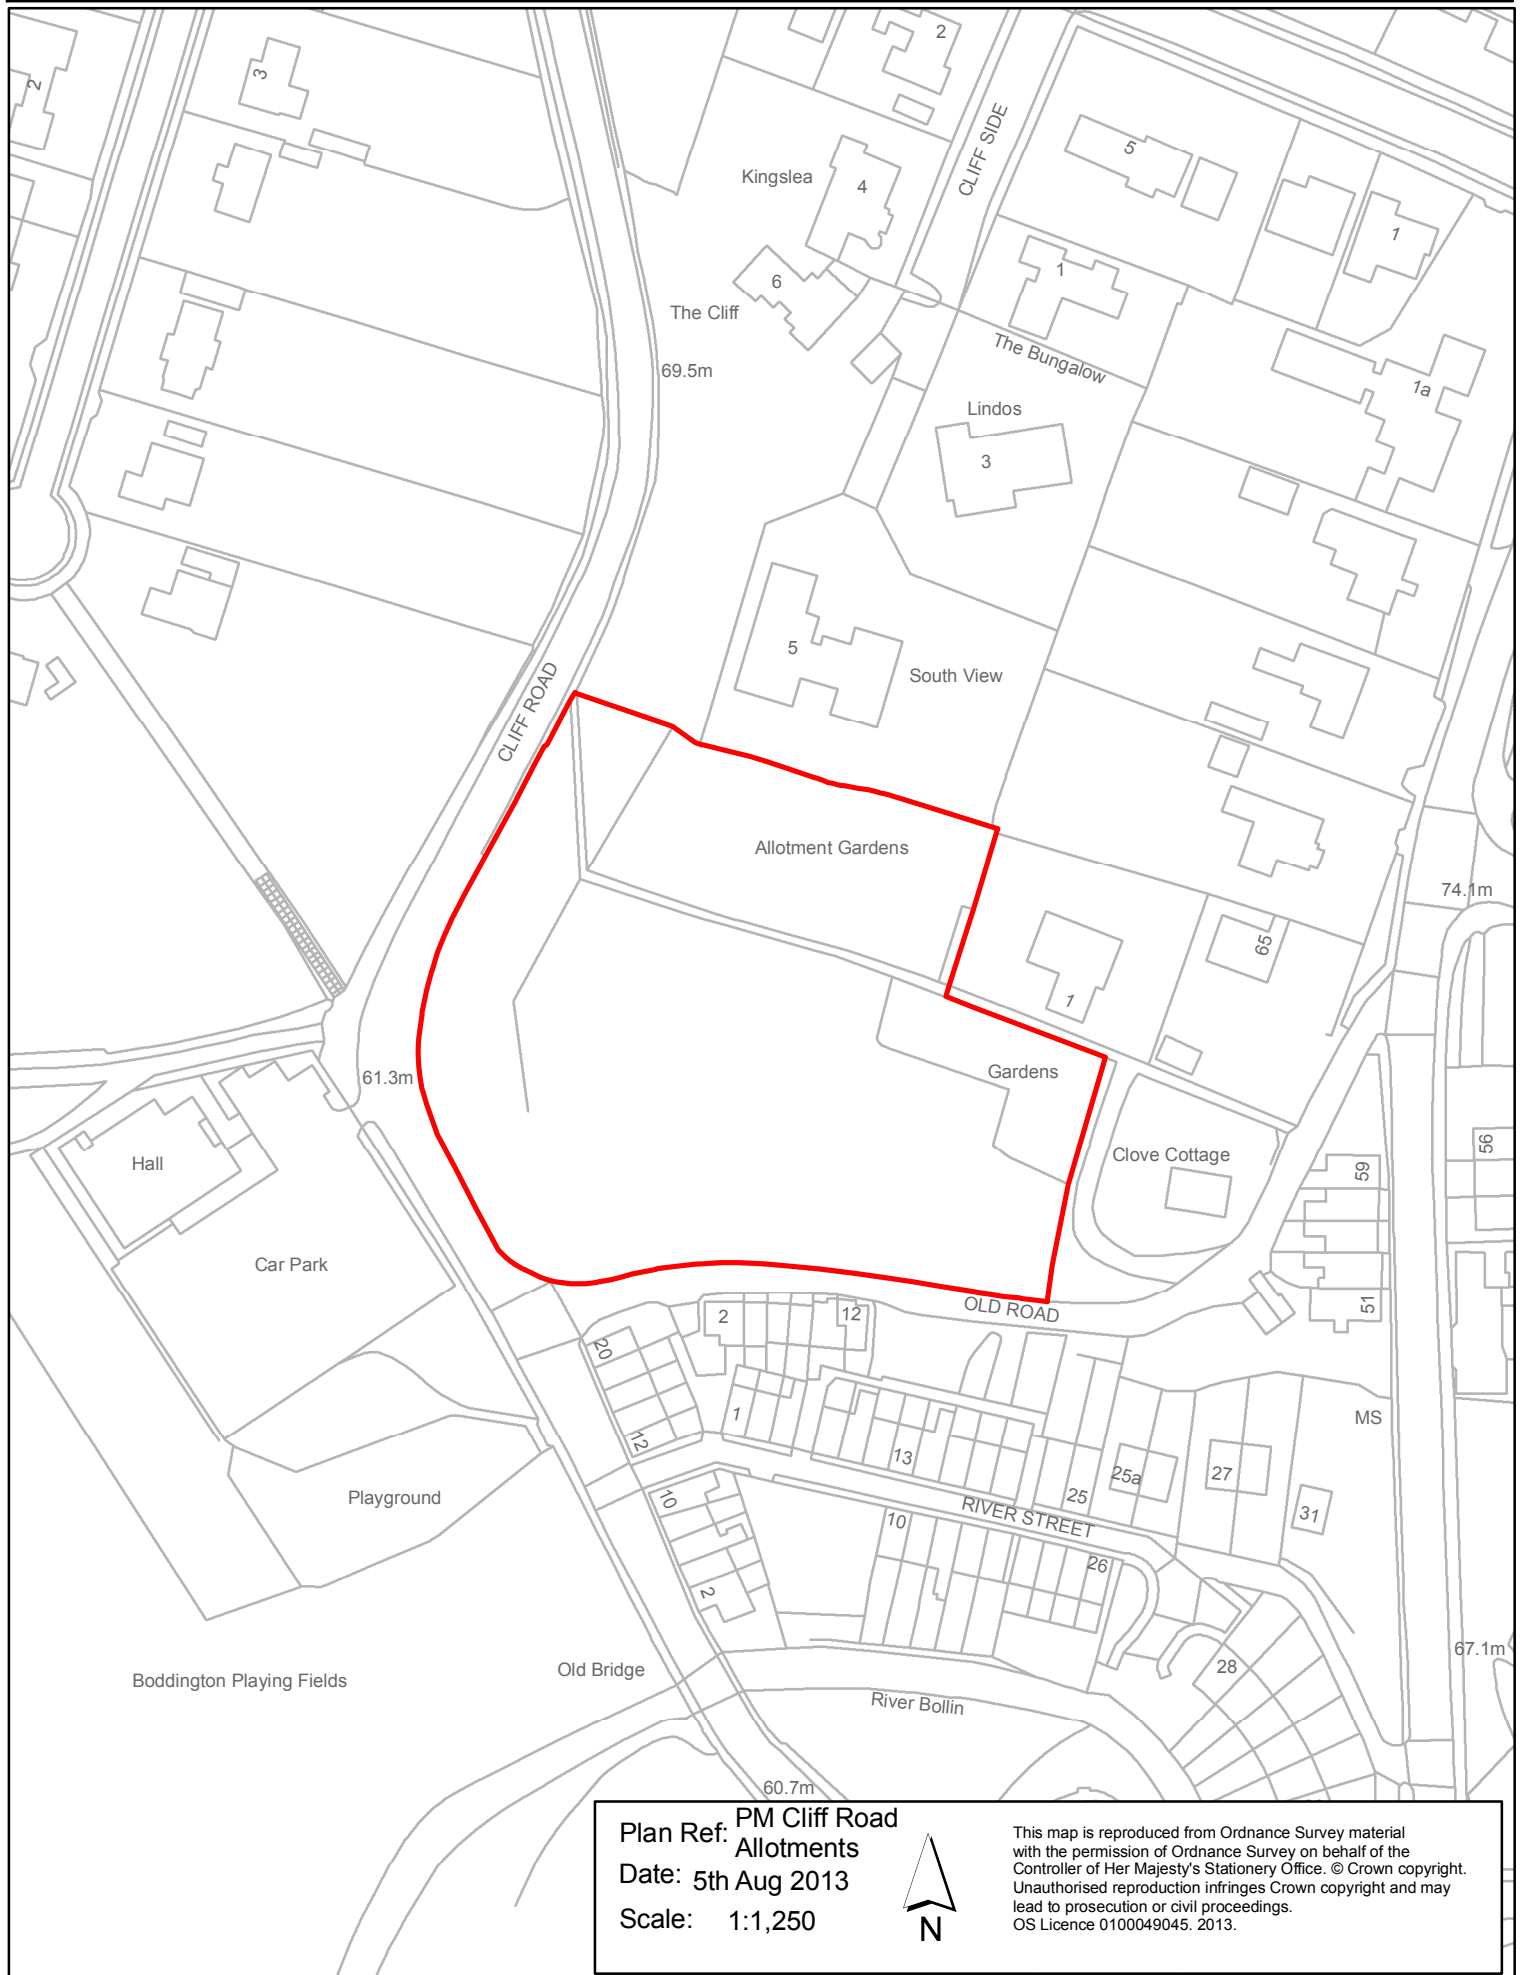 2
3
2
CLIFF SIDE
5
Kingslea
4
1
6
1
The Cliff
The Bungalow
69.5m
1a
Lindos
3
5
South View
CLIFF ROAD
Allotment Gardens
74.1m
65
1
61.3m
Gardens
Hall
Clove Cottage
59
56
Car Park
OLD ROAD
51
2
12
20
1
12
MS
13
25a
27
25
Playground
10
RIVER STREET
31
10
26
2
67.1m
Old Bridge
28
Boddington Playing Fields
River Bollin
60.7m
Plan Ref: PM Cliff Road
Allotments
Date: 5th Aug 2013
Scale: 1:1,250
N
This map is reproduced from Ordnance Survey material
with the permission of Ordnance Survey on behalf of the
Controller of Her Majesty's Stationery Office. © Crown copyright.
Unauthorised reproduction infringes Crown copyright and may
lead to prosecution or civil proceedings.
OS Licence 0100049045. 2013.